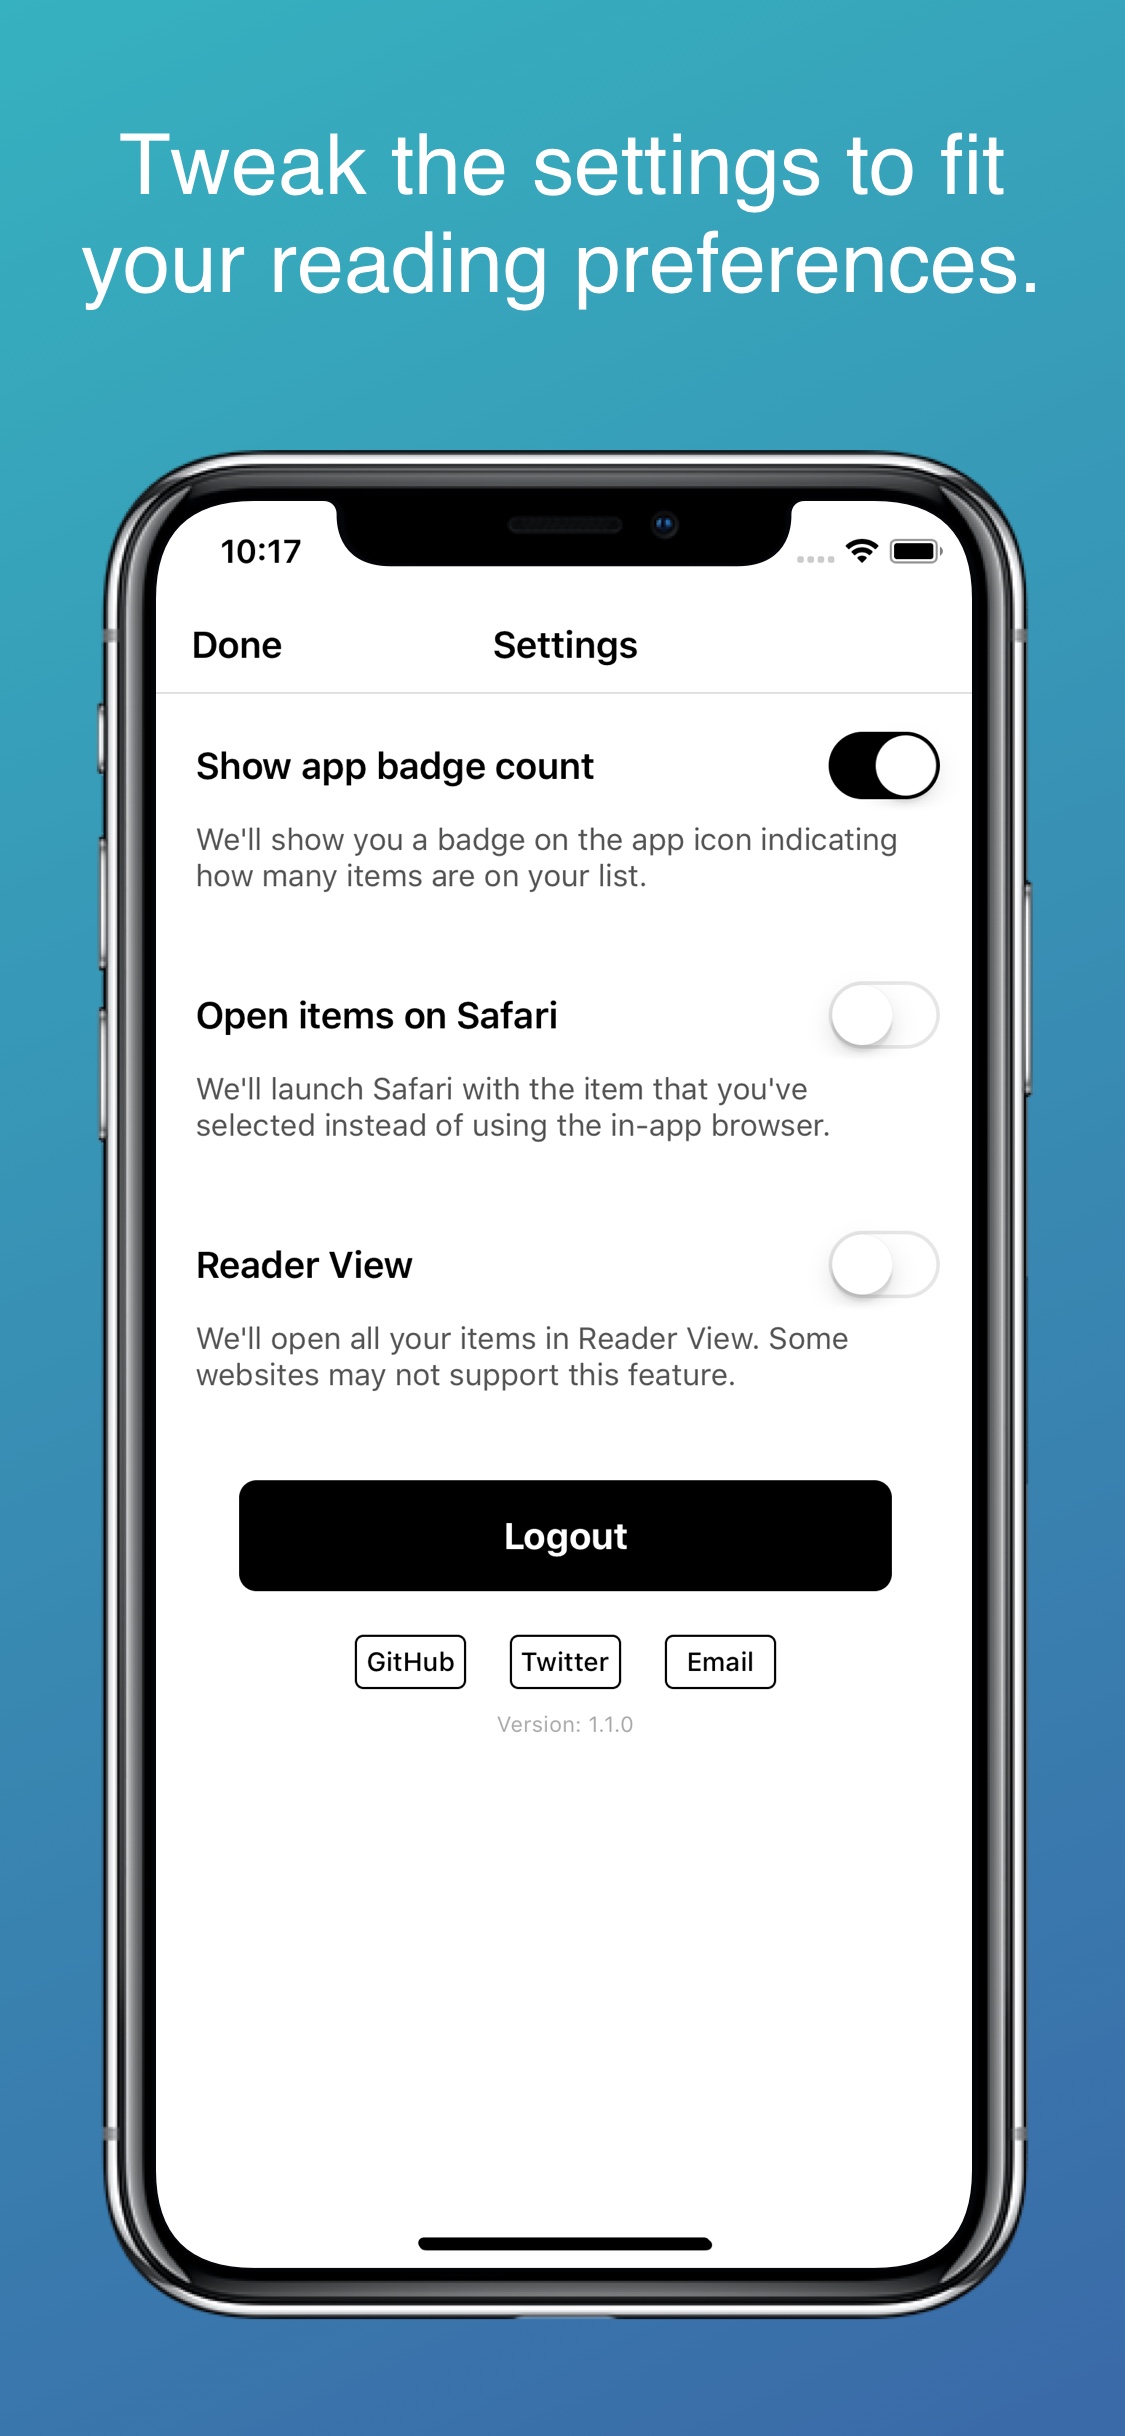 Tweak the settings to fit
your reading preferences.
10:17
Done
Settings
Show app badge count
We'll show you a badge on the app icon indicating
how many items are on your list.
Open items on Safari
We'll launch Safari with the item that you've
selected instead of using the in-app browser.
Reader View
We'll open all your items in Reader View. Some
websites may not support this feature.
Logout
GitHub
Twitter
Email
Version: 1.1.0